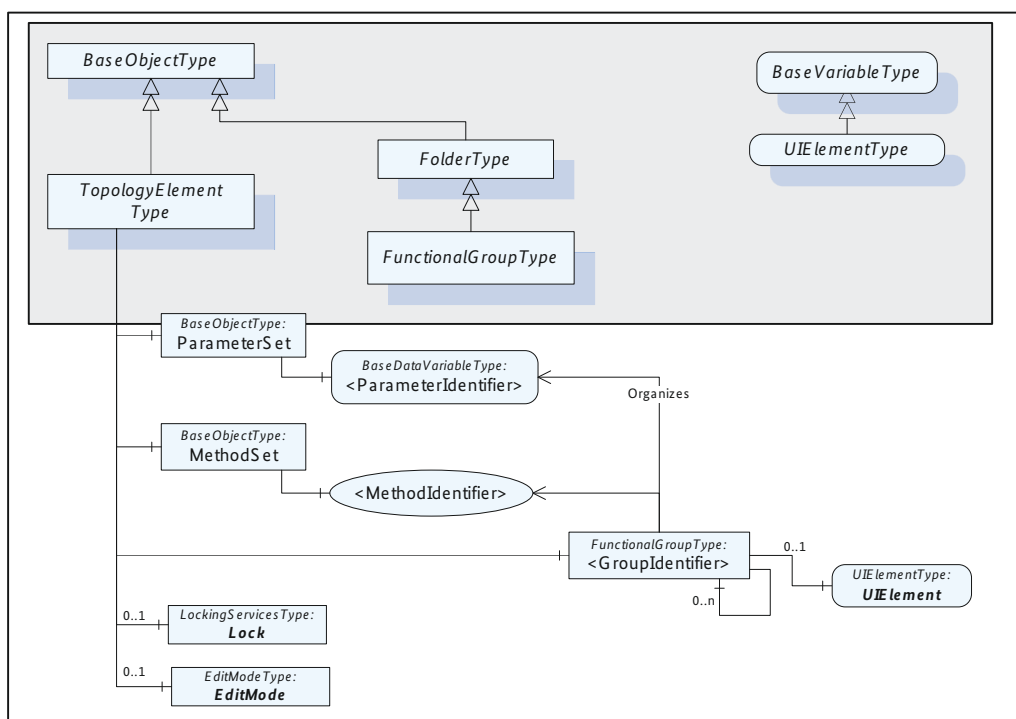 BaseObjectType
BaseVariableType
FolderType
UIElementType
TopologyElement
Type
FunctionalGroupType
BaseObjectType:
ParameterSet
BaseDataVariableType:
<ParameterIdentifier>
Organizes
BaseObjectType:
MethodSet
<MethodIdentifier>
FunctionalGroupType:
<GroupIdentifier>
0..1
UIElementType:
UIElement
0..n
0..1
LockingServicesType:
Lock
0..1
EditModeType:
EditMode